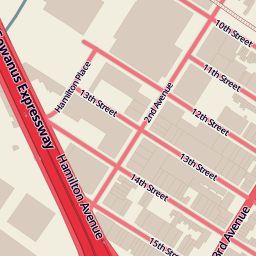 10th Street
11th Street
12th Street
2nd Avenue
Hamilton Place
13th Street
13th Street
Gowanus Expressway
Hamilton Avenue
14th Street
3rd Avenue
15th Street